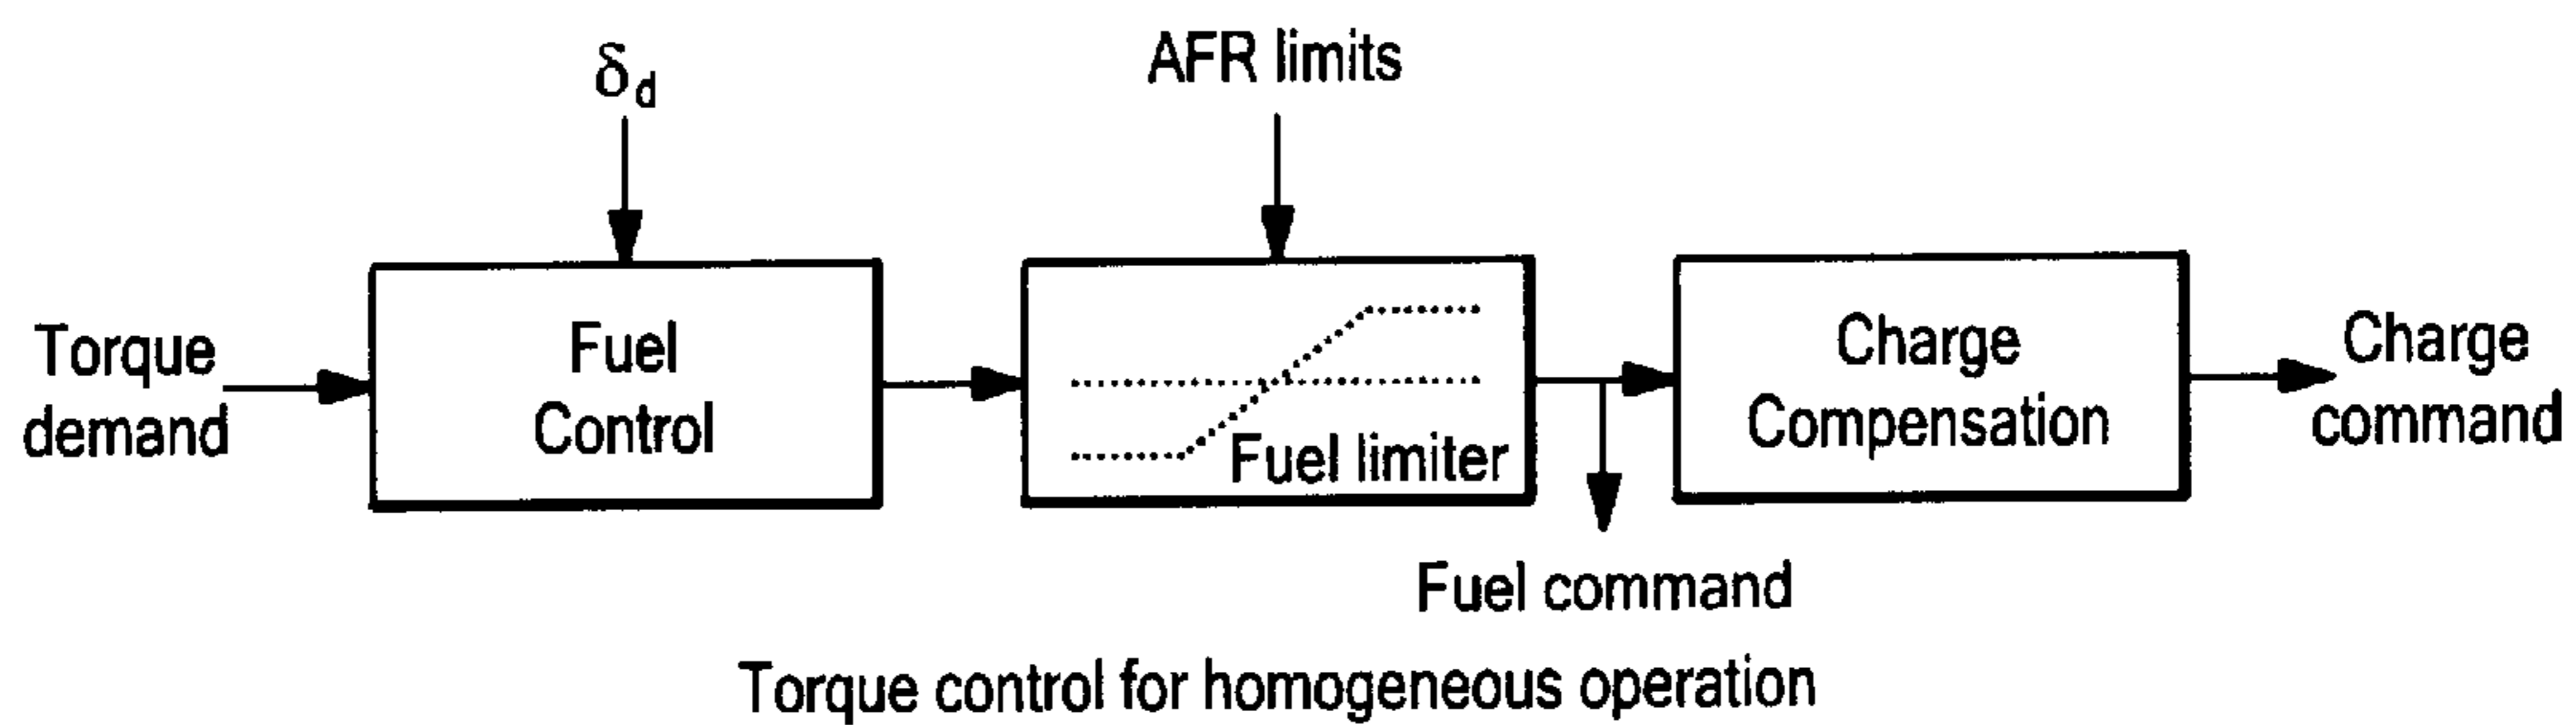 δd
AFR limits
Torque
demand
Fuel
Control
Fuel limiter
Charge
Compensation
Charge
command
Fuel command
Torque control for homogeneous operation